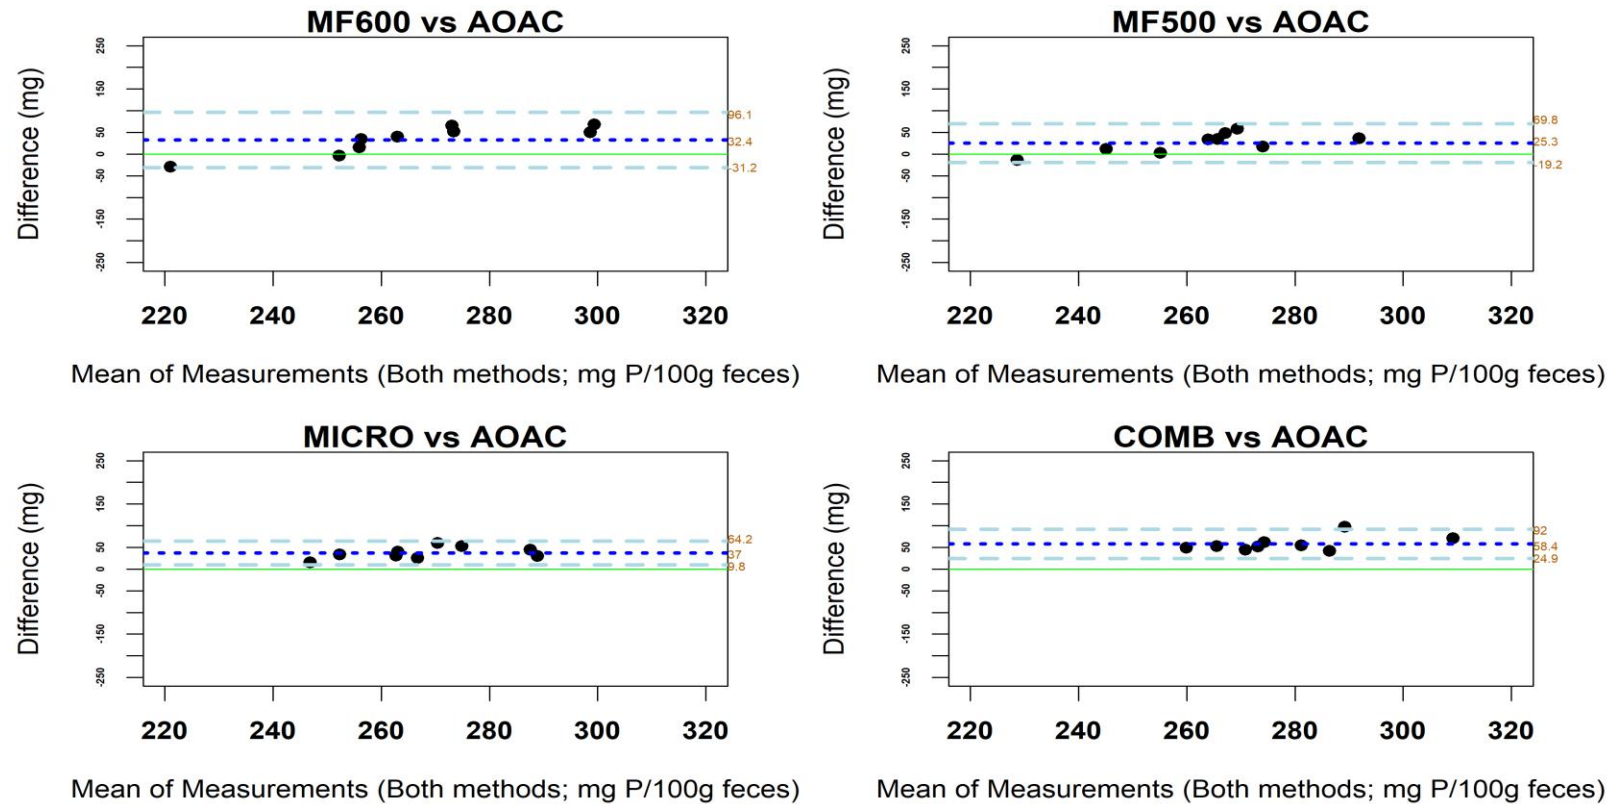 MF600 vs AOAC
Difference (mg)
250
150
50
0
-50
-150
-250
96.1
32.4
-31.2
220 240 260 280 300 320
Mean of Measurements (Both methods; mg P/100g feces)
MF500 vs AOAC
Difference (mg)
250
150
50
0
-50
-150
-250
69.8
25.3
-19.2
220 240 260 280 300 320
Mean of Measurements (Both methods; mg P/100g feces)
MICRO vs AOAC
Difference (mg)
250
150
50
0
-50
-150
-250
64.2
37
9.8
220 240 260 280 300 320
Mean of Measurements (Both methods; mg P/100g feces)
COMB vs AOAC
Difference (mg)
250
150
50
0
-50
-150
-250
92
58.4
24.9
220 240 260 280 300 320
Mean of Measurements (Both methods; mg P/100g feces)